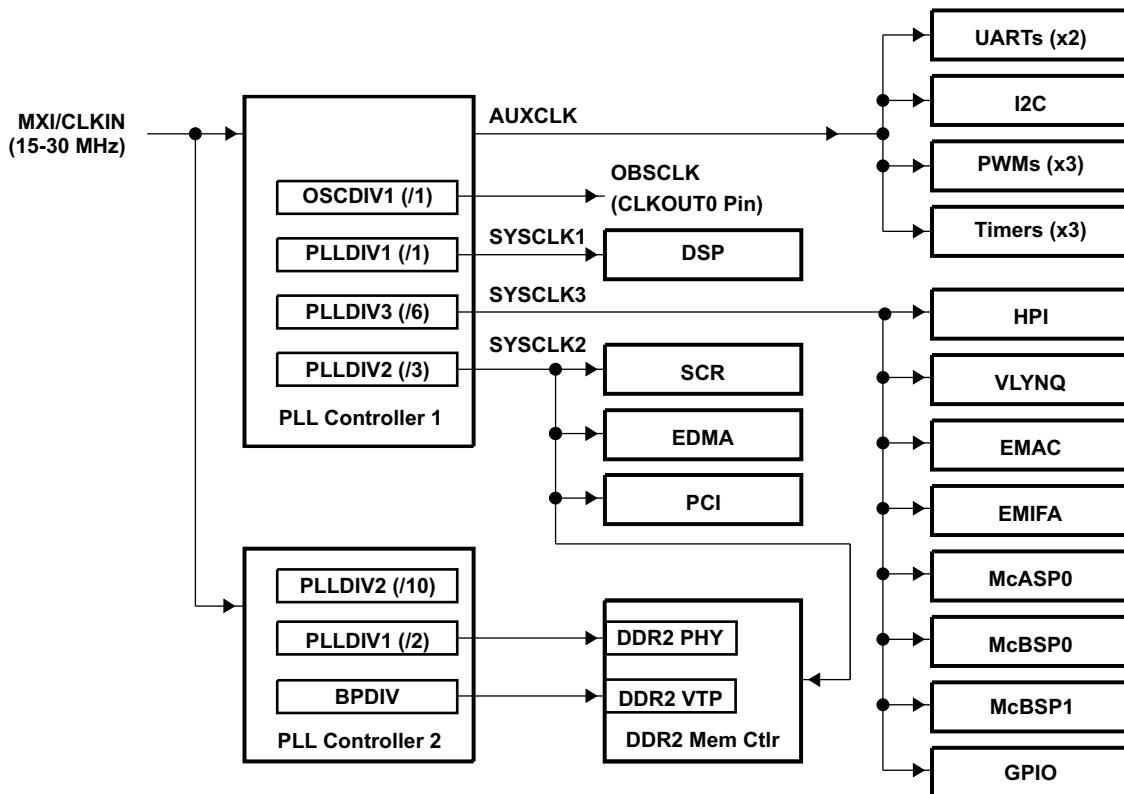 MXI/CLKIN
(15-30 MHz)
AUXCLK
OSCDIV1 (/1)
OBSCLK
(CLKOUT0 Pin)
PLLDIV1 (/1)
SYSCLK1
DSP
PLLDIV3 (/6)
SYSCLK3
PLLDIV2 (/3)
SYSCLK2
SCR
EDMA
PCI
PLL Controller 1
UARTs (x2)
I2C
PWMs (x3)
Timers (x3)
HPI
VLYNQ
EMAC
EMIFA
McASP0
McBSP0
McBSP1
GPIO
PLLDIV2 (/10)
PLLDIV1 (/2)
BPDIV
PLL Controller 2
DDR2 PHY
DDR2 VTP
DDR2 Mem Ctlr